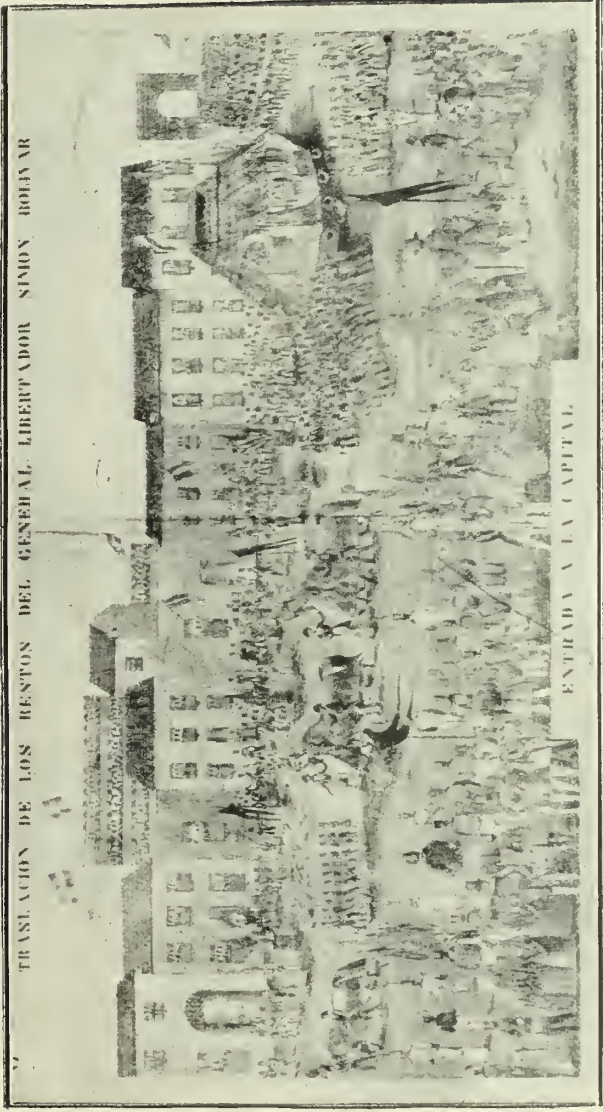 TRASLACION DE LOS RESTOS DEL GENERAL LIBERTADOR SIMON BOLIVAR
ENTRADA A LA CAPITAL